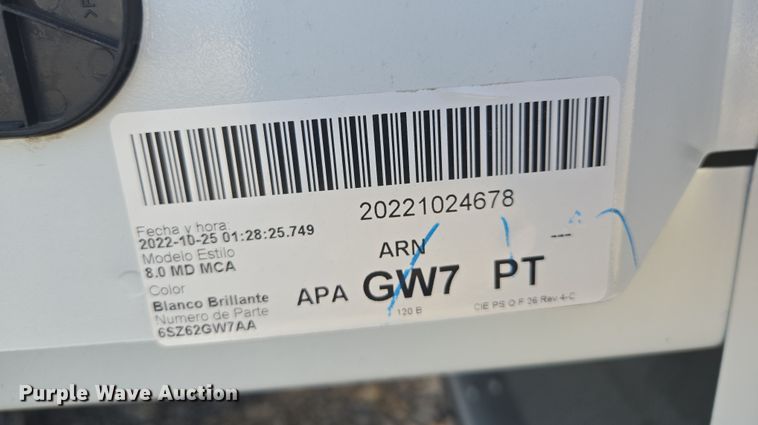 20221024678
Fecha y hora:
2022-10-25 01:28:25.749
Modelo Estilo
8.0 MD MCA
Color
Blanco Brillante
Numero de Parte
6SZ62GW7AA
ARN
---
APA GW7 PT
120 B
CIE PS O F 26 Rev 4-C
Purple Wave Auction